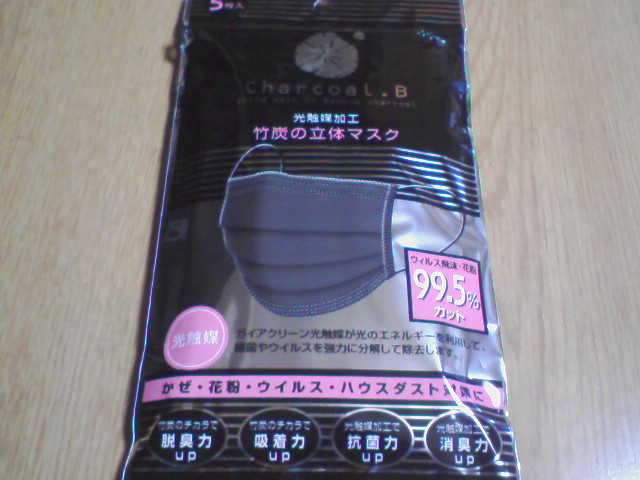 5枚入
Charcoal.B
光触媒加工
竹炭の立体マスク
ウィルス飛沫・花粉
99.5%
カット
光触媒
ガイアクリーン光触媒が光のエネルギーを利用して、
細菌やウイルスを強力に分解して除去します。
かぜ・花粉・ウイルス・ハウスダスト対策に
竹炭のチカラで
脱臭力
up
竹炭のチカラで
吸着力
up
光触媒加工で
抗菌力
up
光触媒加工で
消臭力
up